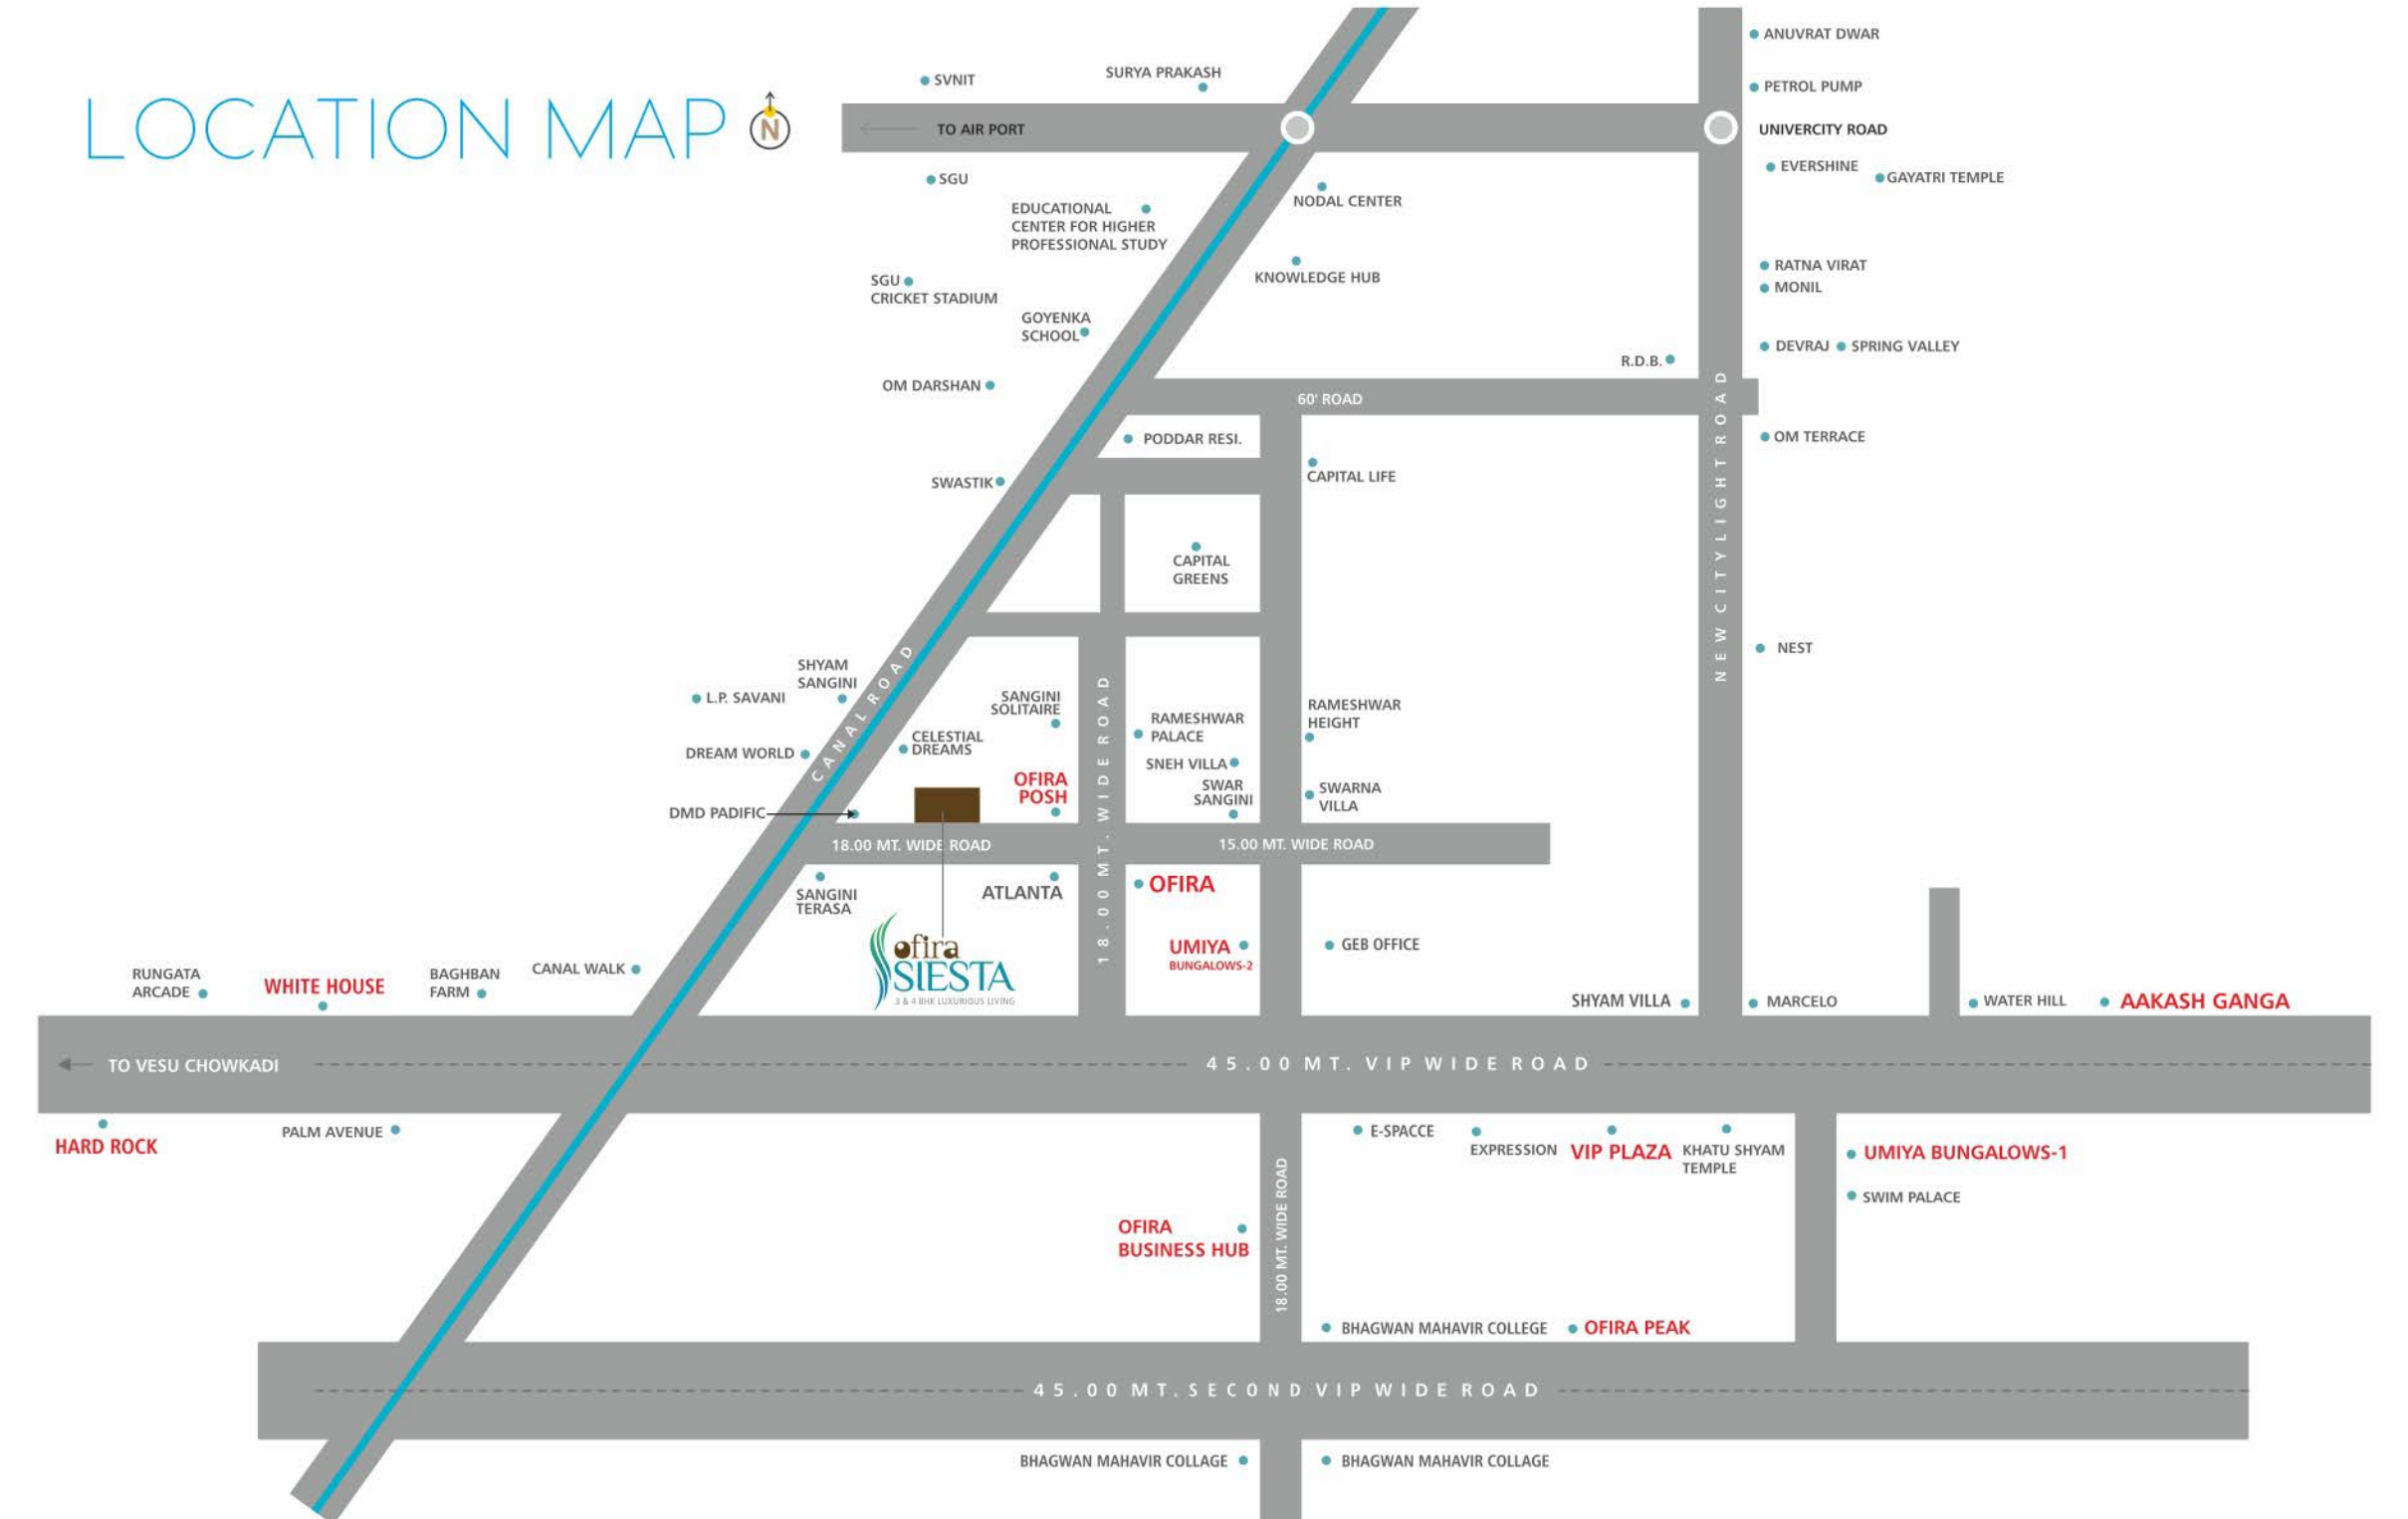 LOCATION MAP
N
ANUVRAT DWAR
SVNIT
SURYA PRAKASH
PETROL PUMP
TO AIR PORT
UNIVERCITY ROAD
EVERSHINE
GAYATRI TEMPLE
SGU
NODAL CENTER
EDUCATIONAL
CENTER FOR HIGHER
PROFESSIONAL STUDY
KNOWLEDGE HUB
RATNA VIRAT
MONIL
SGU
CRICKET STADIUM
GOYENKA
SCHOOL
DEVRAJ
SPRING VALLEY
R.D.B.
OM DARSHAN
60' ROAD
NEW CITYLIGHT ROAD
PODDAR RESI.
OM TERRACE
SWASTIK
CAPITAL LIFE
CAPITAL
GREENS
NEST
CANAL ROAD
SHYAM
SANGINI
L.P. SAVANI
SANGINI
SOLITAIRE
18.00 MT. WIDE ROAD
RAMESHWAR
PALACE
RAMESHWAR
HEIGHT
DREAM WORLD
CELESTIAL
DREAMS
SNEH VILLA
OFIRA
POSH
SWAR
SANGINI
SWARNA
VILLA
DMD PADIFIC
18.00 MT. WIDE ROAD
15.00 MT. WIDE ROAD
SANGINI
TERASA
ATLANTA
OFIRA
ofira
SIESTA
3 & 4 BHK LUXURIOUS LIVING
UMIYA
BUNGALOWS-2
GEB OFFICE
RUNGATA
ARCADE
WHITE HOUSE
BAGHBAN
FARM
CANAL WALK
SHYAM VILLA
MARCELO
WATER HILL
AAKASH GANGA
TO VESU CHOWKADI
45.00 MT. VIP WIDE ROAD
HARD ROCK
PALM AVENUE
E-SPACCE
EXPRESSION
VIP PLAZA
KHATU SHYAM
TEMPLE
UMIYA BUNGALOWS-1
SWIM PALACE
18.00 MT. WIDE ROAD
OFIRA
BUSINESS HUB
BHAGWAN MAHAVIR COLLEGE
OFIRA PEAK
45.00 MT. SECOND VIP WIDE ROAD
BHAGWAN MAHAVIR COLLAGE
BHAGWAN MAHAVIR COLLAGE